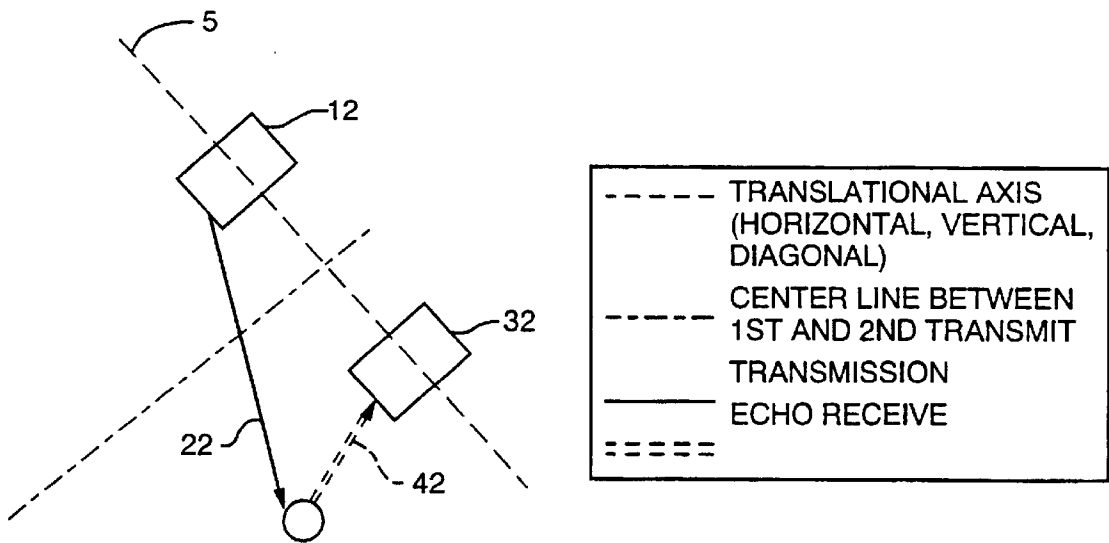 5
12
32
22
42
TRANSLATIONAL AXIS
(HORIZONTAL, VERTICAL,
DIAGONAL)
CENTER LINE BETWEEN
1ST AND 2ND TRANSMIT
TRANSMISSION
ECHO RECEIVE